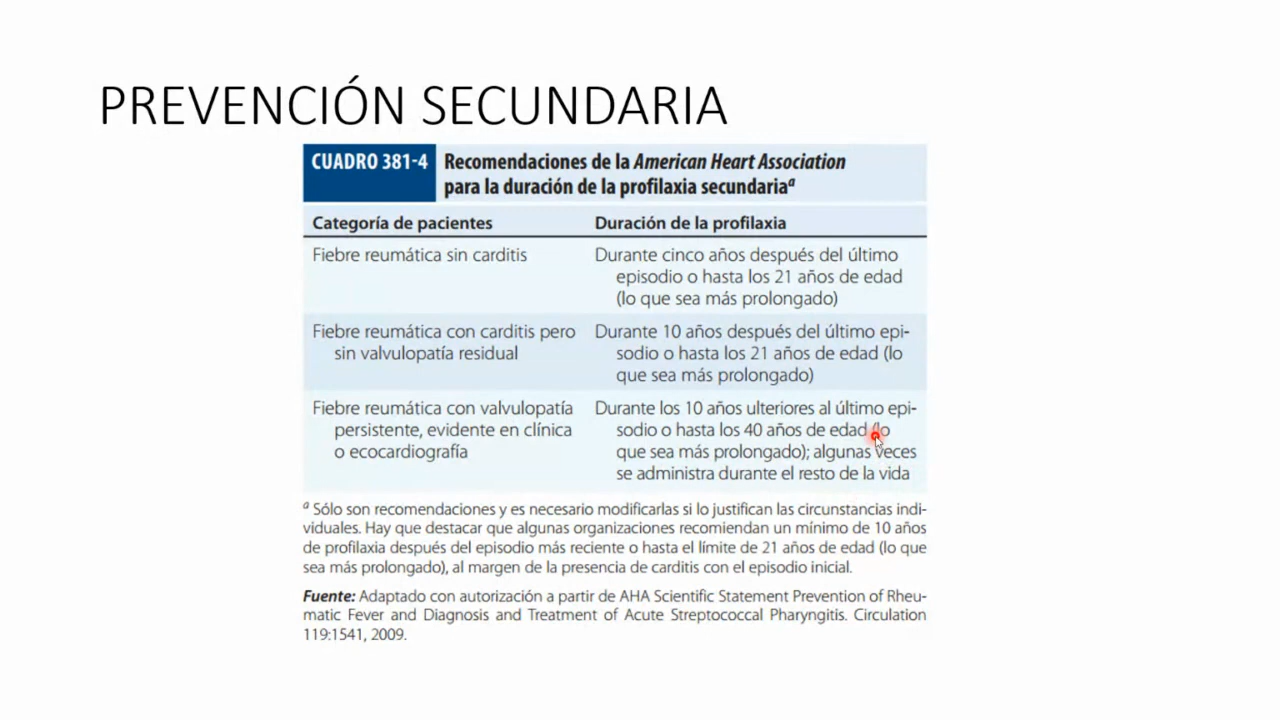 PREVENCIÓN SECUNDARIA
CUADRO 381-4
Recomendaciones de la American Heart Association
para la duración de la profilaxia secundariaª
Categoría de pacientes
Duración de la profilaxia
Fiebre reumática sin carditis
Durante cinco años después del último
episodio o hasta los 21 años de edad
(lo que sea más prolongado)
Fiebre reumática con carditis pero
sin valvulopatía residual
Durante 10 años después del último epi-
sodio o hasta los 21 años de edad (lo
que sea más prolongado)
Fiebre reumática con valvulopatía
persistente, evidente en clínica
o ecocardiografía
Durante los 10 años ulteriores al último epi-
sodio o hasta los 40 años de edad (lo
que sea más prolongado); algunas veces
se administra durante el resto de la vida
ª Sólo son recomendaciones y es necesario modificarlas si lo justifican las circunstancias indi-
viduales. Hay que destacar que algunas organizaciones recomiendan un mínimo de 10 años
de profilaxia después del episodio más reciente o hasta el límite de 21 años de edad (lo que
sea más prolongado), al margen de la presencia de carditis con el episodio inicial.
Fuente: Adaptado con autorización a partir de AHA Scientific Statement Prevention of Rheu-
matic Fever and Diagnosis and Treatment of Acute Streptococcal Pharyngitis. Circulation
119:1541, 2009.